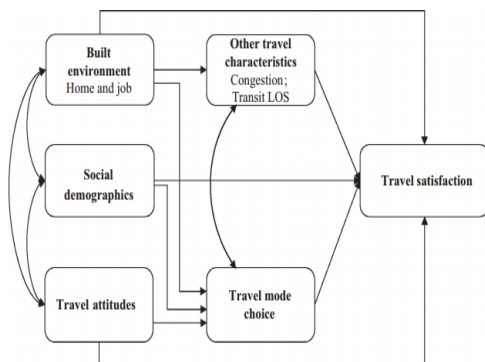 Built
environment
Home and job
Other travel
characteristics
Congestion;
Transit LOS
Social
demographics
Travel satisfaction
Travel attitudes
Travel mode
choice